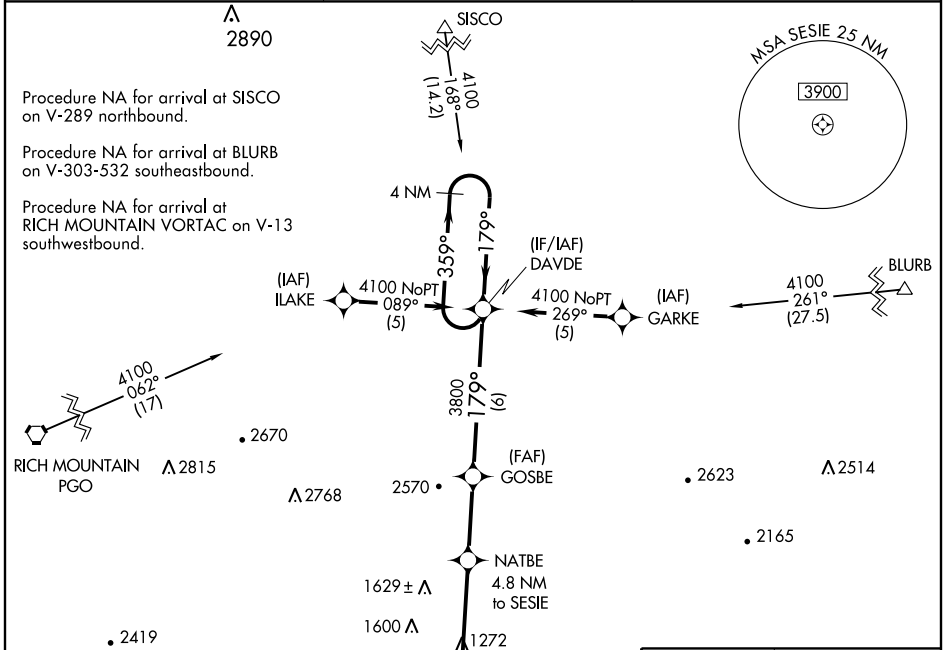 2890
SISCO
4100
168°
(14.2)
MSA SESIE 25 NM
3900
Procedure NA for arrival at SISCO
on V-289 northbound.
Procedure NA for arrival at BLURB
on V-303-532 southeastbound.
Procedure NA for arrival at
RICH MOUNTAIN VORTAC on V-13
southwestbound.
4 NM
359°
179°
(IF/IAF)
DAVDE
(IAF)
ILAKE
4100 NoPT
089°
(5)
4100 NoPT
269°
(5)
(IAF)
GARKE
BLURB
4100
261°
(27.5)
4100
062°
(17)
RICH MOUNTAIN
PGO
3800
179°
(6)
2670
2815
2768
2570
(FAF)
GOSBE
2623
2514
2165
NATBE
4.8 NM
to SESIE
1629±
1600
1272
2419